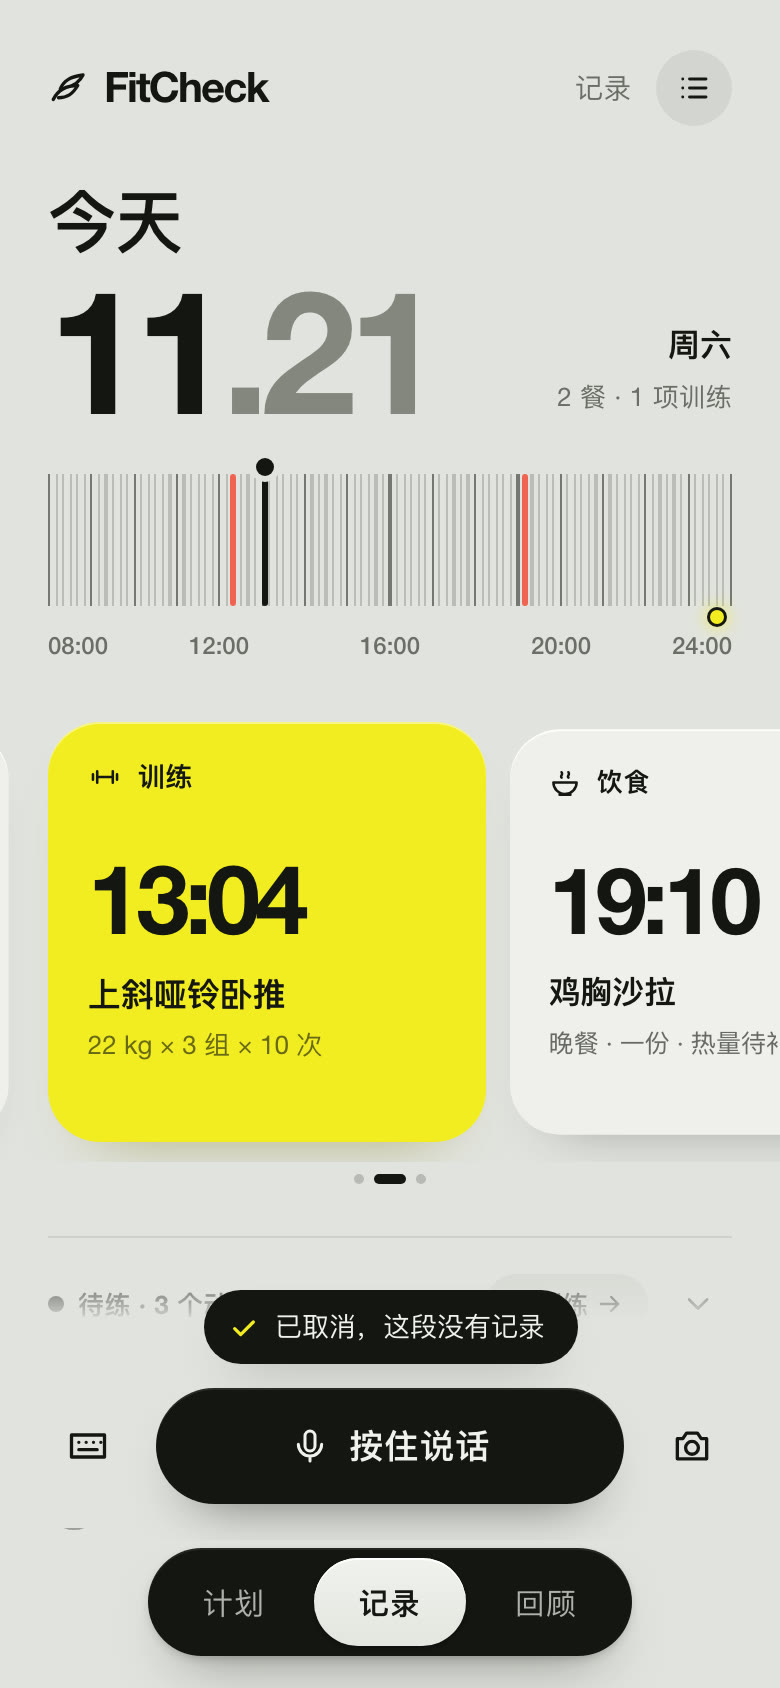 FitCheck
记录
今天
11.21
周六
2 餐 · 1 项训练
08:00 12:00 16:00 20:00 24:00
训练
13:04
上斜哑铃卧推
22 kg × 3 组 × 10 次
饮食
19:10
鸡胸沙拉
晚餐 · 一份 · 热量待
待练 · 3 个
练 →
已取消，这段没有记录
按住说话
计划
记录
回顾